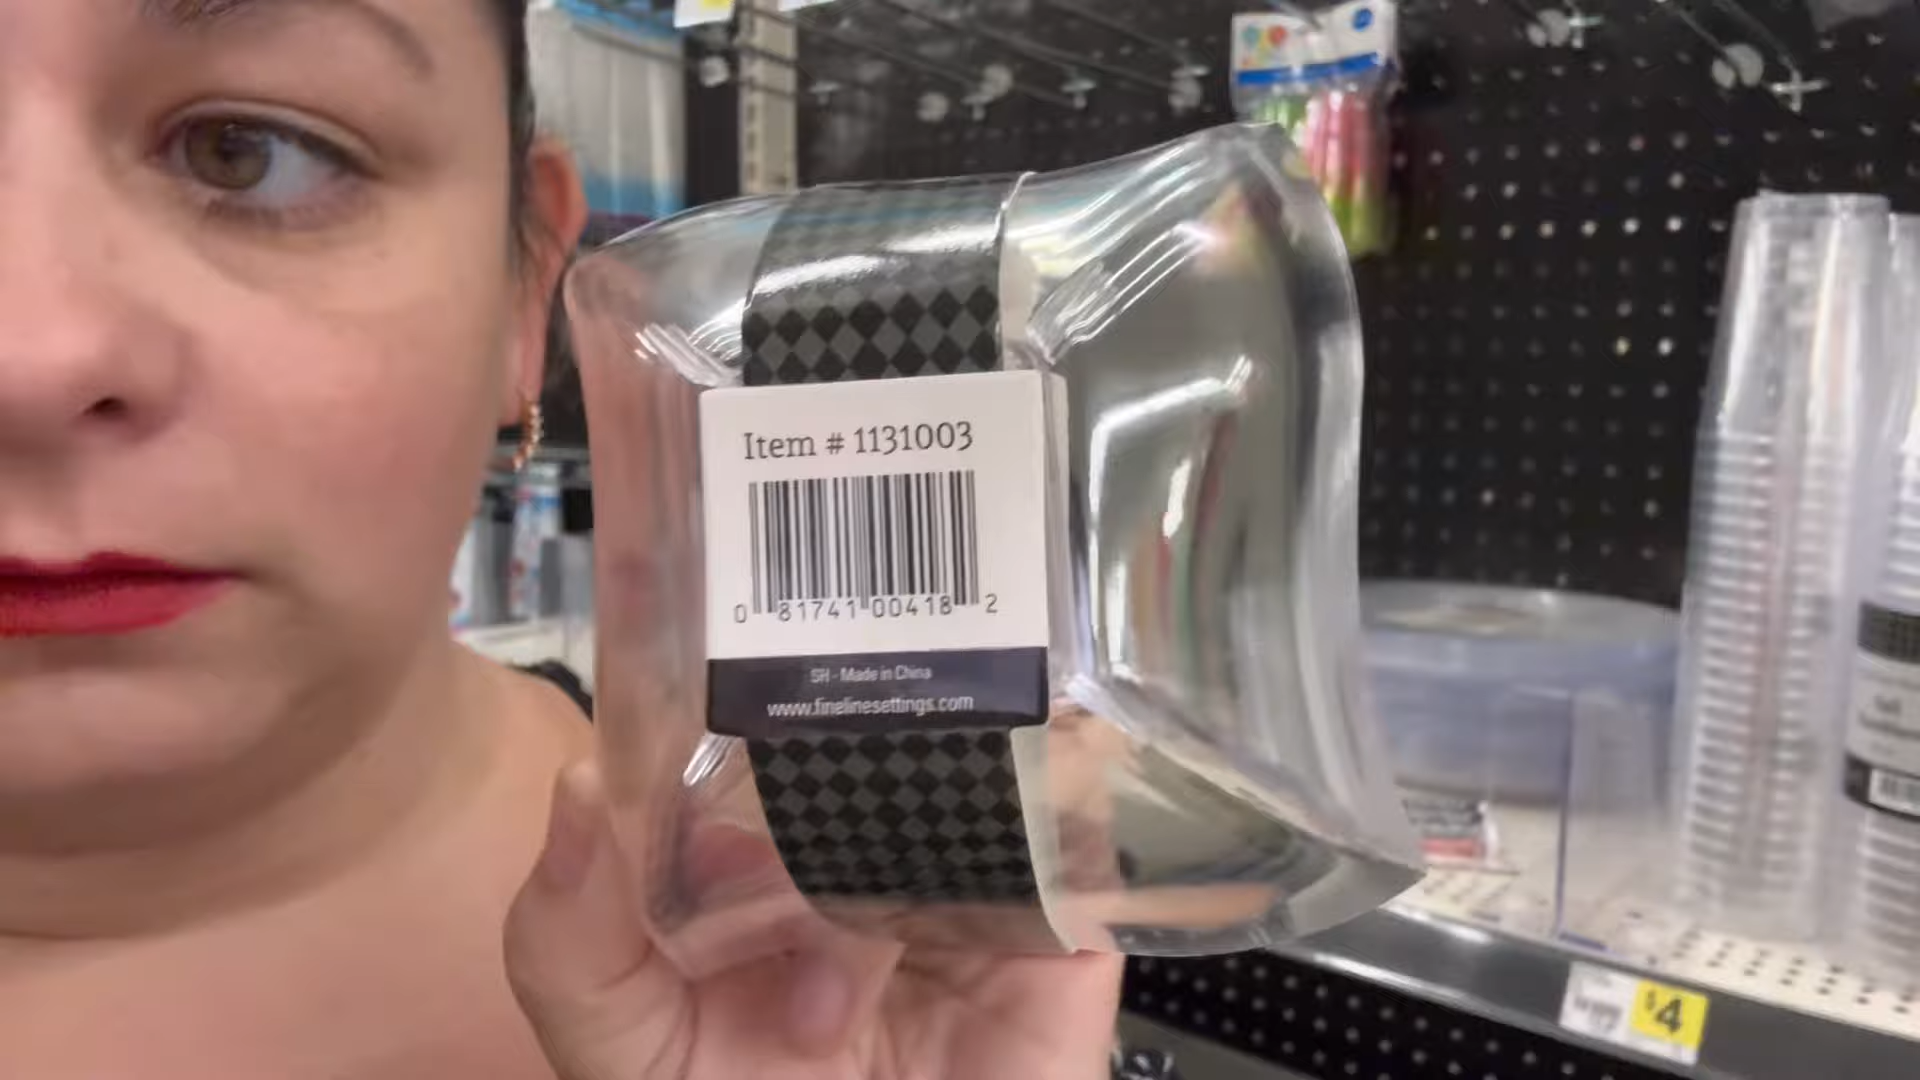 Item # 1131003
0 81741 00418 2
SH - Made in China
www.finelinesettings.com
$4